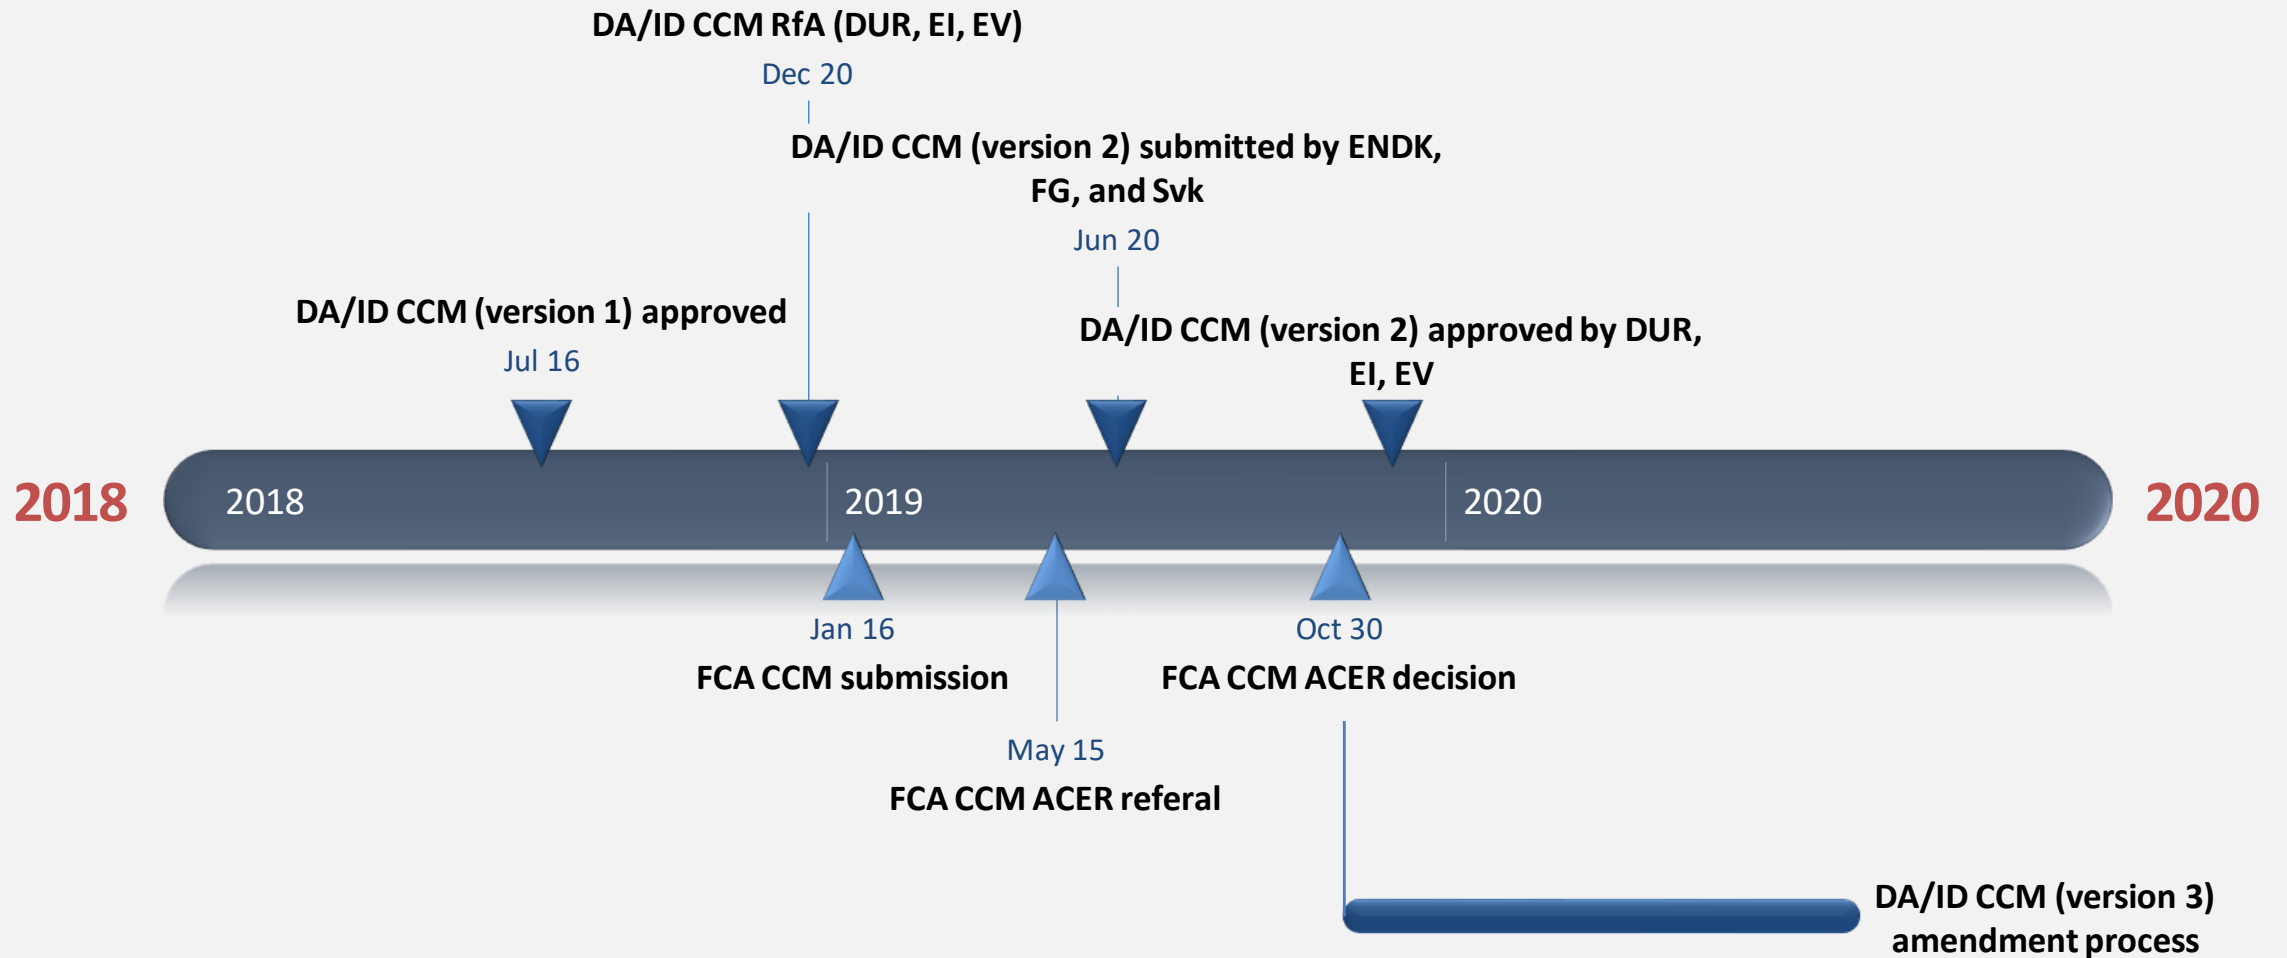 DA/ID CCM RfA (DUR, EI, EV)
Dec 20
DA/ID CCM (version 2) submitted by ENDK,
FG, and Svk
Jun 20
DA/ID CCM (version 1) approved
Jul 16
DA/ID CCM (version 2) approved by DUR,
EI, EV
2018
2018
2019
2020
2020
Jan 16
FCA CCM submission
Oct 30
FCA CCM ACER decision
May 15
FCA CCM ACER referal
DA/ID CCM (version 3)
amendment process